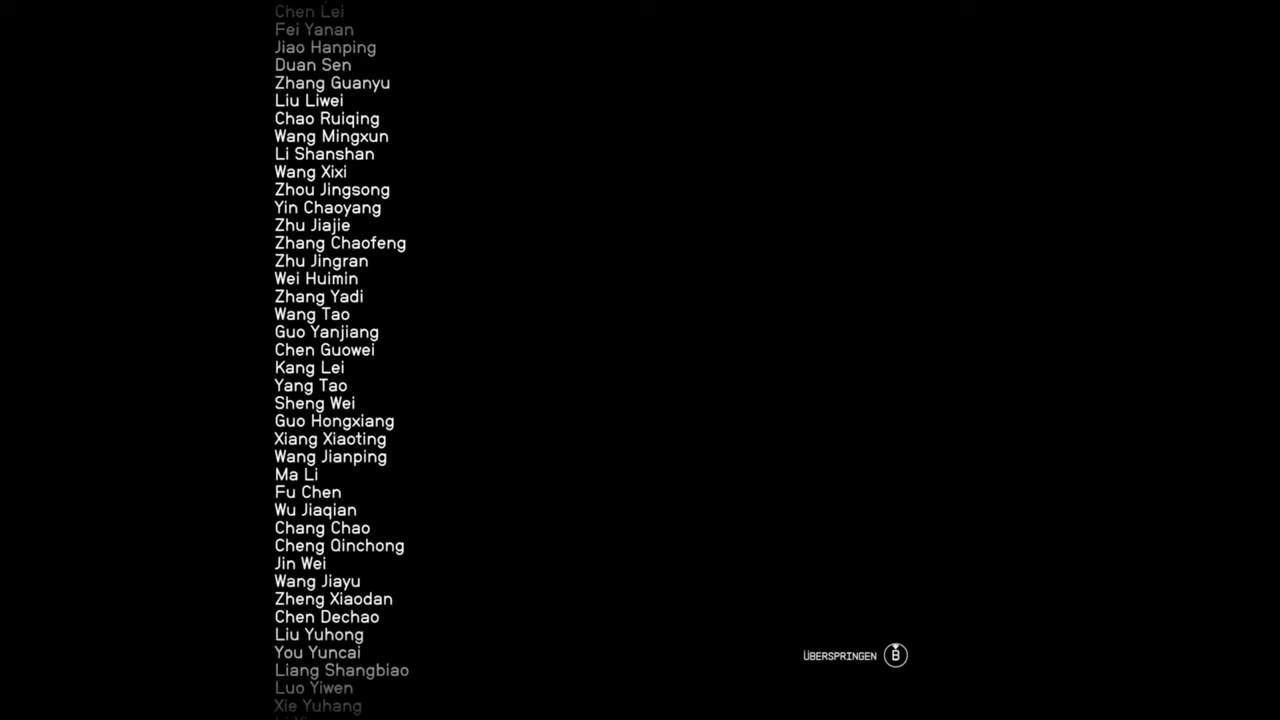 Chen Lei
Fei Yanan
Jiao Hanping
Duan Sen
Zhang Guanyu
Liu Liwei
Chao Ruiqing
Wang Mingxun
Li Shanshan
Wang Xixi
Zhou Jingsong
Yin Chaoyang
Zhu Jiajie
Zhang Chaofeng
Zhu Jingran
Wei Huimin
Zhang Yadi
Wang Tao
Guo Yanjiang
Chen Guowei
Kang Lei
Yang Tao
Sheng Wei
Guo Hongxiang
Xiang Xiaoting
Wang Jianping
Ma Li
Fu Chen
Wu Jiaqian
Chang Chao
Cheng Qinchong
Jin Wei
Wang Jiayu
Zheng Xiaodan
Chen Dechao
Liu Yuhong
You Yuncai
ÜBERSPRINGEN B
Liang Shangbiao
Luo Yiwen
Xie Yuhang